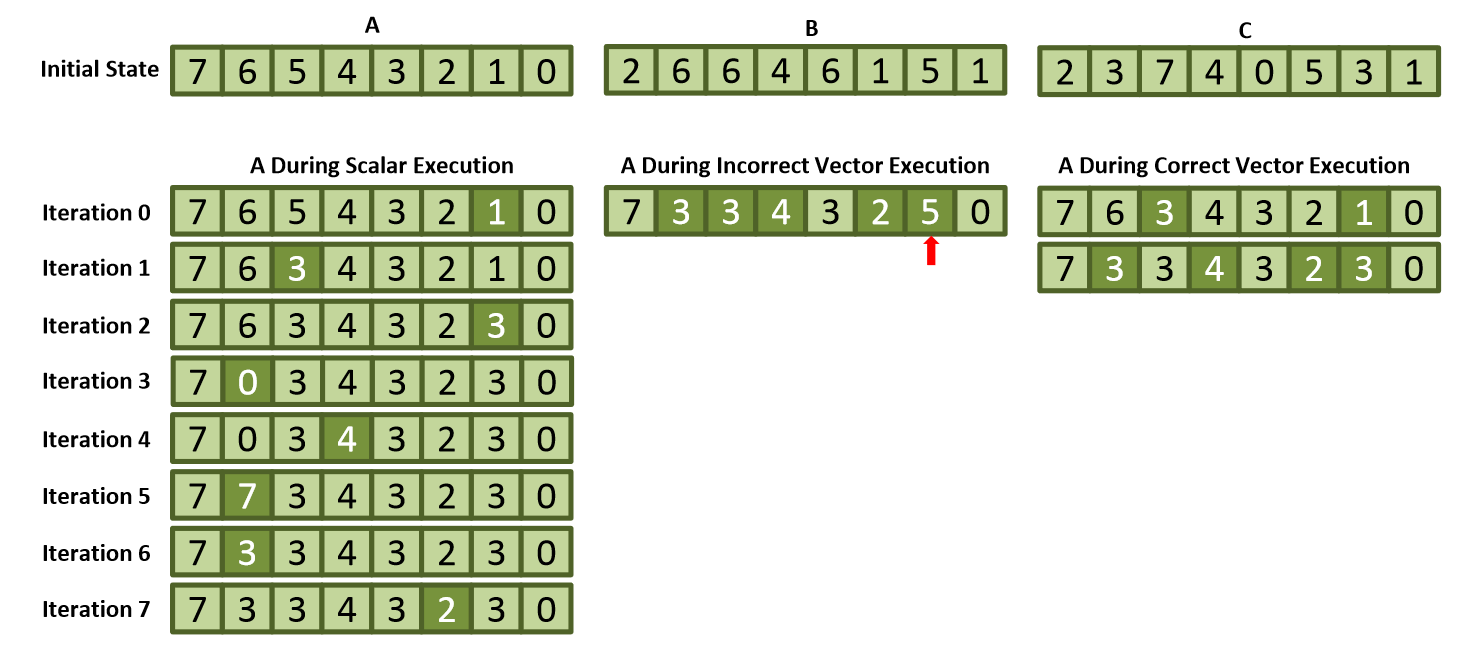 A B C
Initial State 7 6 5 4 3 2 1 0 2 6 6 4 6 1 5 1 2 3 7 4 0 5 3 1
A During Scalar Execution A During Incorrect Vector Execution A During Correct Vector Execution
Iteration 0 7 6 5 4 3 2 1 0 7 3 3 4 3 2 5 0 7 6 3 4 3 2 1 0
Iteration 1 7 6 3 4 3 2 1 0 7 3 3 4 3 2 3 0
Iteration 2 7 6 3 4 3 2 3 0
Iteration 3 7 0 3 4 3 2 3 0
Iteration 4 7 0 3 4 3 2 3 0
Iteration 5 7 7 3 4 3 2 3 0
Iteration 6 7 3 3 4 3 2 3 0
Iteration 7 7 3 3 4 3 2 3 0